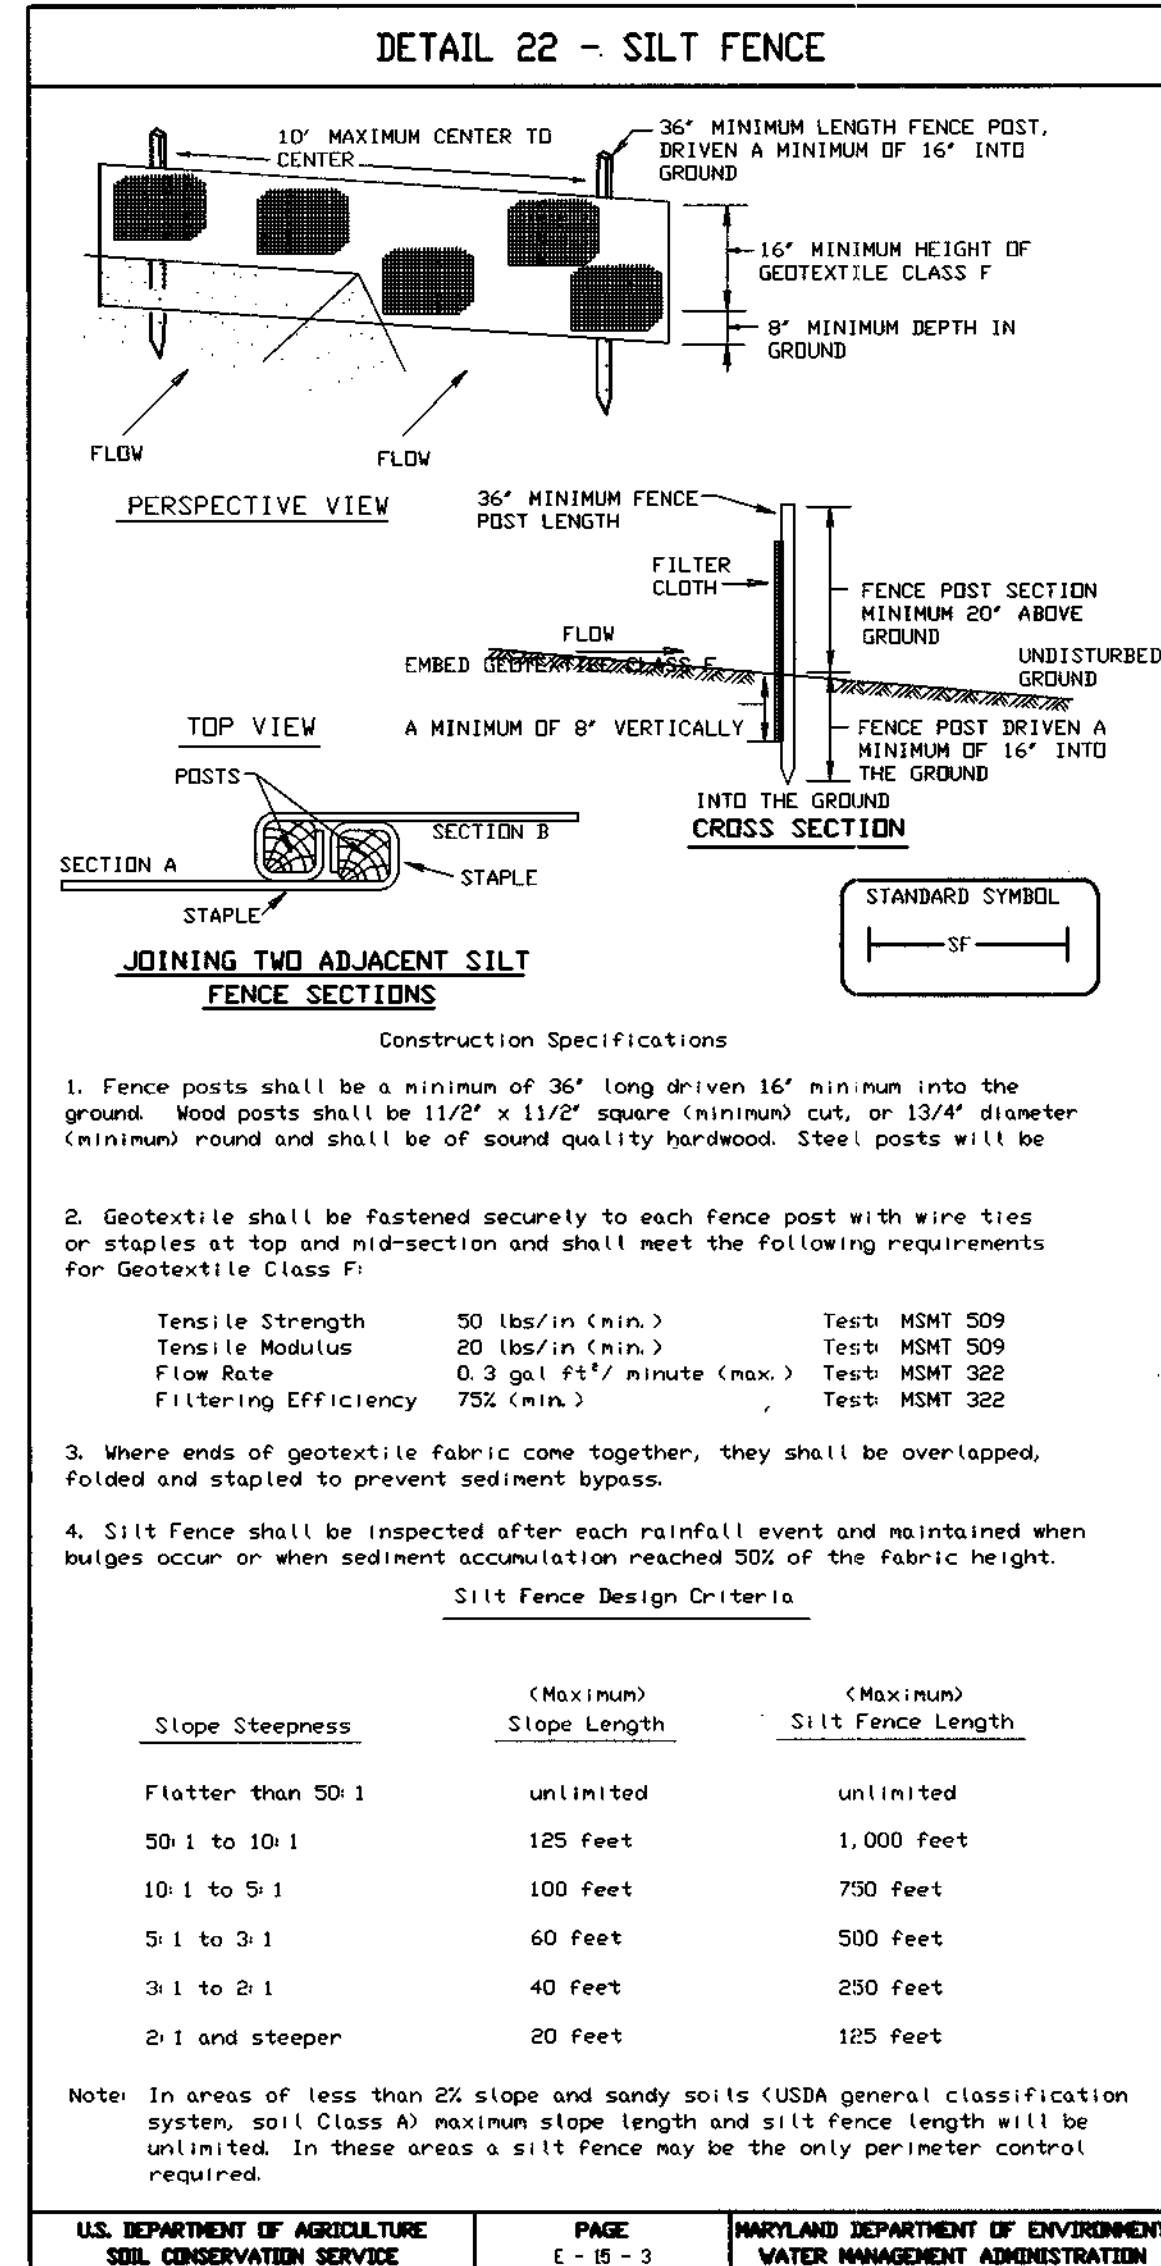 DETAIL 22 - SILT FENCE
10' MAXIMUM CENTER TO
CENTER
36" MINIMUM LENGTH FENCE POST,
DRIVEN A MINIMUM OF 16" INTO
GROUND
16" MINIMUM HEIGHT OF
GEOTEXTILE CLASS F
8" MINIMUM DEPTH IN
GROUND
FLOW
FLOW
PERSPECTIVE VIEW
36" MINIMUM FENCE
POST LENGTH
FILTER
CLOTH
FENCE POST SECTION
MINIMUM 20" ABOVE
GROUND
FLOW
UNDISTURBED
GROUND
EMBED GEOTEXTILE CLASS F
A MINIMUM OF 8" VERTICALLY
FENCE POST DRIVEN A
MINIMUM OF 16" INTO
THE GROUND
INTO THE GROUND
CROSS SECTION
TOP VIEW
POSTS
SECTION B
SECTION A
STAPLE
STAPLE
JOINING TWO ADJACENT SILT
FENCE SECTIONS
STANDARD SYMBOL
SF
Construction Specifications
1. Fence posts shall be a minimum of 36" long driven 16" minimum into the
ground. Wood posts shall be 11/2" x 11/2" square (minimum) cut, or 13/4" diameter
(minimum) round and shall be of sound quality hardwood. Steel posts will be
2. Geotextile shall be fastened securely to each fence post with wire ties
or staples at top and mid-section and shall meet the following requirements
for Geotextile Class F:
Tensile Strength 50 lbs/in (min.) Test: MSMT 509
Tensile Modulus 20 lbs/in (min.) Test: MSMT 509
Flow Rate 0.3 gal ft²/ minute (max.) Test: MSMT 322
Filtering Efficiency 75% (min.) Test: MSMT 322
3. Where ends of geotextile fabric come together, they shall be overlapped,
folded and stapled to prevent sediment bypass.
4. Silt Fence shall be inspected after each rainfall event and maintained when
bulges occur or when sediment accumulation reached 50% of the fabric height.
Silt Fence Design Criteria
(Maximum) (Maximum)
Slope Steepness Slope Length Silt Fence Length
Flatter than 50:1 unlimited unlimited
50:1 to 10:1 125 feet 1,000 feet
10:1 to 5:1 100 feet 750 feet
5:1 to 3:1 60 feet 500 feet
3:1 to 2:1 40 feet 250 feet
2:1 and steeper 20 feet 125 feet
Note: In areas of less than 2% slope and sandy soils (USDA general classification
system, soil Class A) maximum slope length and silt fence length will be
unlimited. In these areas a silt fence may be the only perimeter control
required.
U.S. DEPARTMENT OF AGRICULTURE
SOIL CONSERVATION SERVICE
PAGE
E - 15 - 3
MARYLAND DEPARTMENT OF ENVIRONMENT
WATER MANAGEMENT ADMINISTRATION